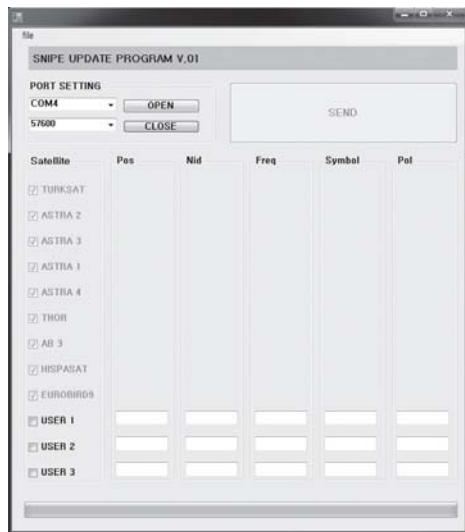 file
SNIPE UPDATE PROGRAM V.01
PORT SETTING
COM4 OPEN
57600 CLOSE
SEND
Satellite Pos Nid Freq Symbol Pol
TURKSAT
ASTRA 2
ASTRA 3
ASTRA 1
ASTRA 4
THOR
AB 3
HISPASAT
EUROBIRD9
USER 1
USER 2
USER 3